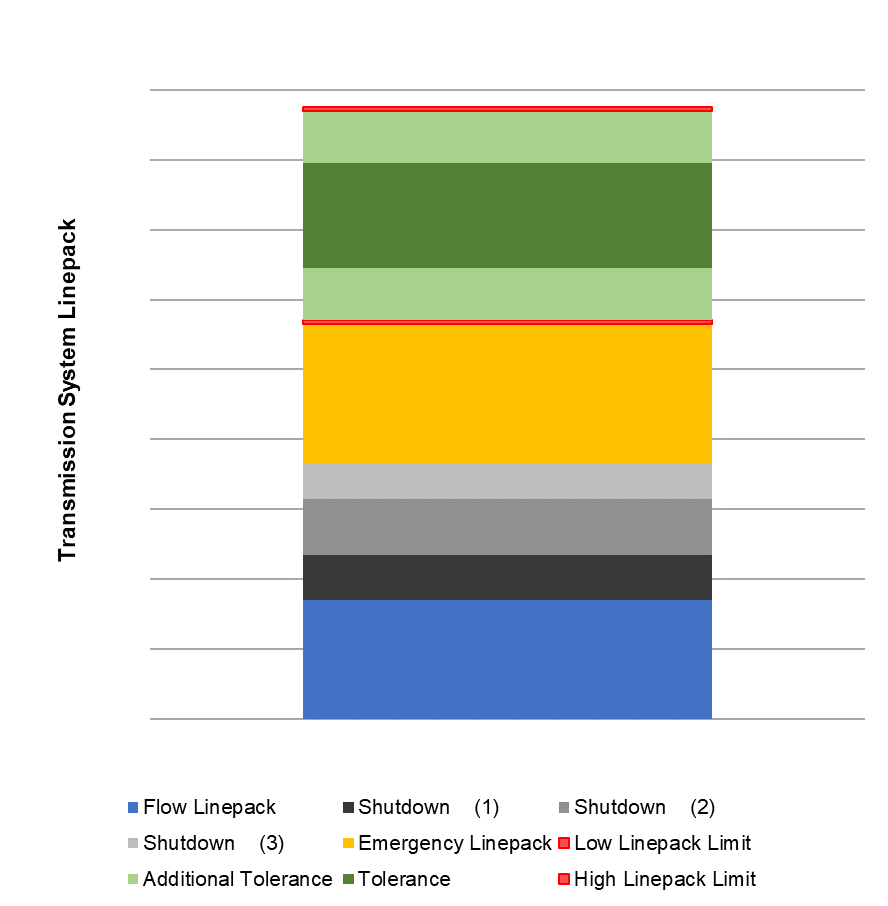 Transmission System Linepack
Flow Linepack Shutdown (1) Shutdown (2)
Shutdown (3) Emergency Linepack Low Linepack Limit
Additional Tolerance Tolerance High Linepack Limit